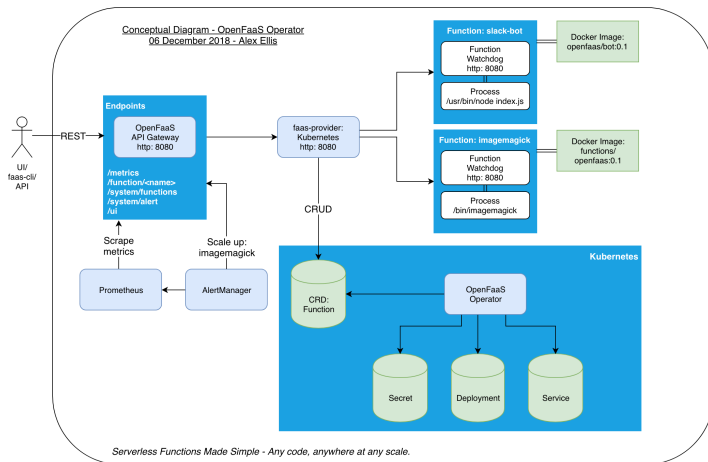 Conceptual Diagram - OpenFaaS Operator
06 December 2018 - Alex Ellis
UI/
faas-cli/
API
REST
Endpoints
OpenFaaS
API Gateway
http: 8080
/metrics
/function/<name>
/system/functions
/system/alert
/ui
faas-provider:
Kubernetes
http: 8080
Function: slack-bot
Function
Watchdog
http: 8080
Process
/usr/bin/node index.js
Docker Image:
openfaas/bot:0.1
Function: imagemagick
Function
Watchdog
http: 8080
Process
/bin/imagemagick
Docker Image:
functions/
openfaas:0.1
CRUD
Scrape
metrics
Scale up:
imagemagick
Prometheus
AlertManager
Kubernetes
CRD:
Function
OpenFaaS
Operator
Secret
Deployment
Service
Serverless Functions Made Simple - Any code, anywhere at any scale.